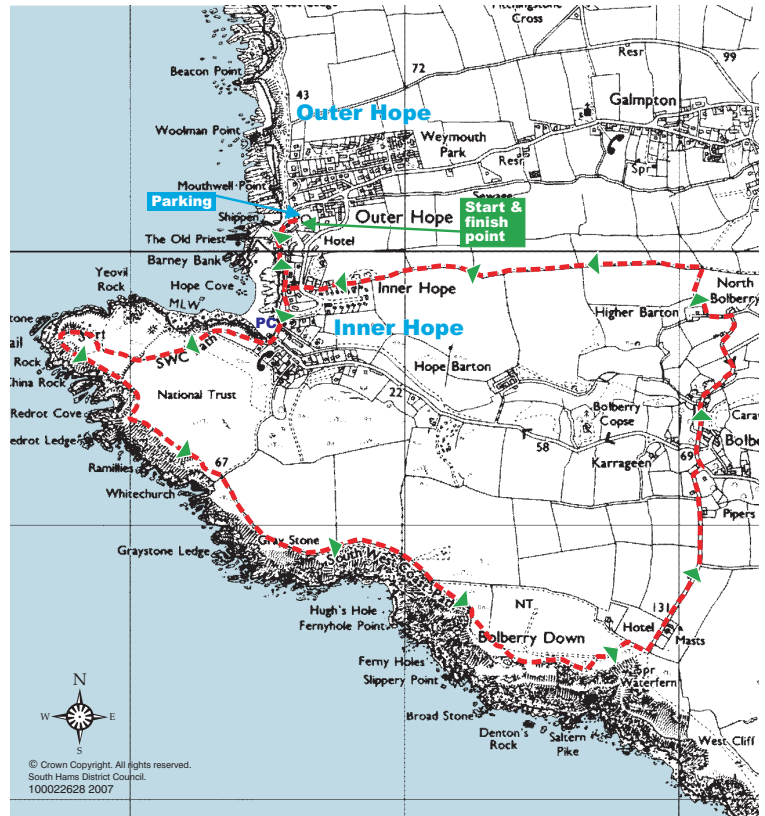 Cross
Resr
99
72
Beacon Point
43
Galmpton
Outer Hope
Woolman Point
Weymouth
Park
Resr
Spr
Mouthwell Point
Parking
Sewage
Shippen
Outer Hope
Start &
finish
point
The Old Priest
Hotel
Barney Bank
Yeovil
Rock
Hope Cove
MLW
Inner Hope
North
Bolberry
Higher Barton
PC
Inner Hope
Fort
SWC Path
Rock
Hope Barton
China Rock
National Trust
22
Redrot Cove
Bolberry
Copse
58
Karrageen
69
Ramillies
67
Whitechurch
Pipers
Graystone Ledge
Gray Stone
South West Coast Path
Hugh's Hole
Fernyhole Point
NT
Hotel
131
Masts
Bolberry Down
Ferny Holes
Slippery Point
Spr
Waterfern
N
W
E
S
Broad Stone
Denton's
Rock
Saltern
Pike
West Cliff
© Crown Copyright. All rights reserved.
South Hams District Council.
100022628 2007